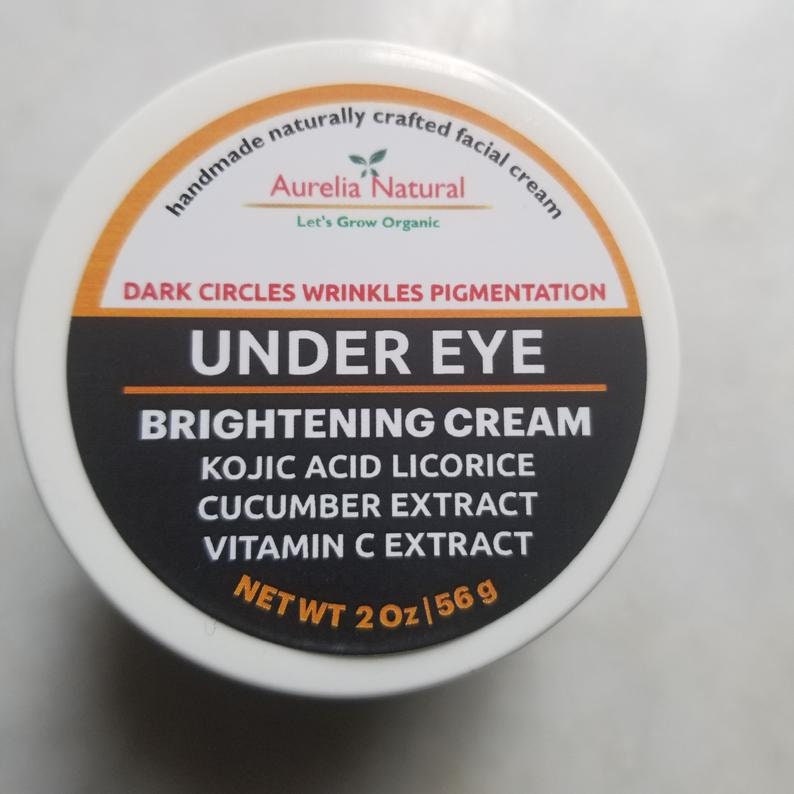 handmade naturally crafted facial cream
Aurelia Natural
Let's Grow Organic
DARK CIRCLES WRINKLES PIGMENTATION
UNDER EYE
BRIGHTENING CREAM
KOJIC ACID LICORICE
CUCUMBER EXTRACT
VITAMIN C EXTRACT
NET WT 2 Oz|56 g